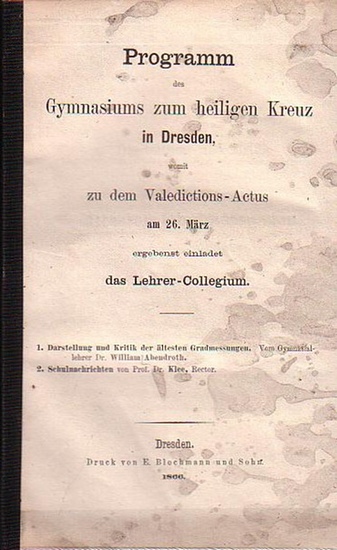 Programm
des
Gymnasiums zum heiligen Kreuz
in Dresden,
womit
zu dem Valedictions-Actus
am 26. März
ergebenst einladet
das Lehrer-Collegium.
1. Darstellung und Kritik der ältesten Gradmessungen. Vom Gymnasial-
lehrer Dr. William Abendroth.
2. Schulnachrichten von Prof. Dr. Klee, Rector.
Dresden.
Druck von E. Blochmann und Sohn.
1866.